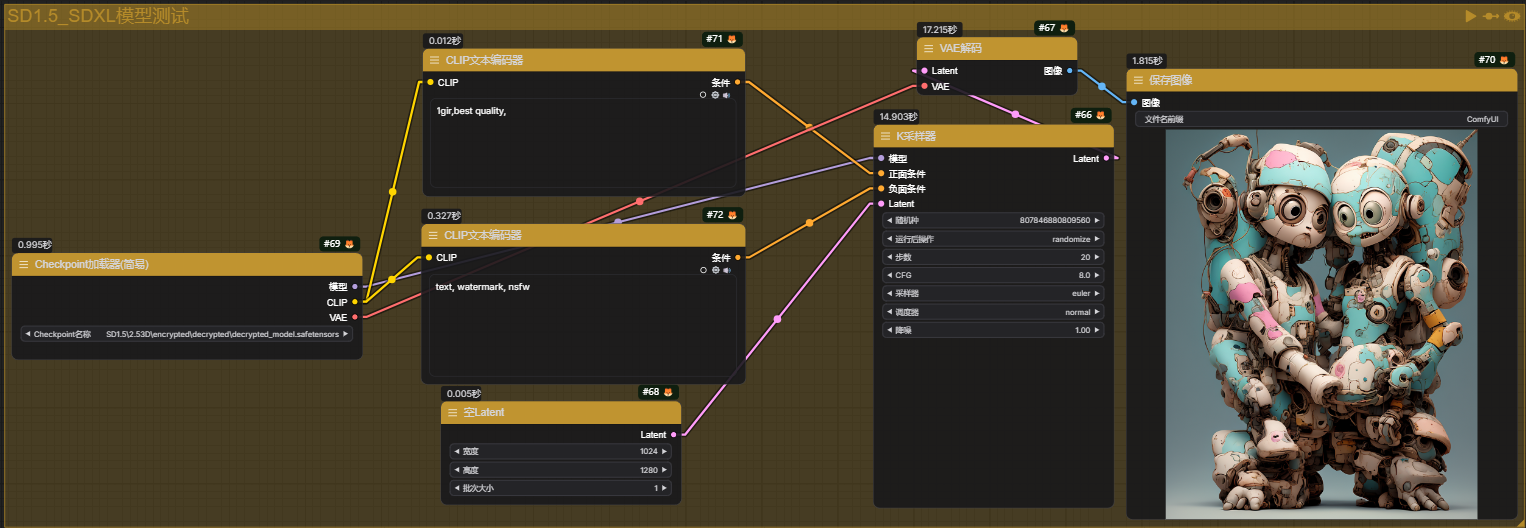 SD1.5_SDXL模型测试
0.995秒
#69
Checkpoint加载器(简易)
模型
CLIP
VAE
Checkpoint名称 SD1.5\2.53D\encrypted\decrypted\decrypted_model.safetensors
0.012秒
#71
CLIP文本编码器
CLIP 条件
1gir,best quality,
0.327秒
#72
CLIP文本编码器
CLIP 条件
text, watermark, nsfw
0.005秒
#68
空Latent
Latent
宽度 1024
高度 1280
批次大小 1
17.215秒
#67
VAE解码
Latent 图像
VAE
14.903秒
#66
K采样器
模型 Latent
正面条件
负面条件
Latent
随机种 807846880809560
运行后操作 randomize
步数 20
CFG 8.0
采样器 euler
调度器 normal
降噪 1.00
1.815秒
#70
保存图像
图像
文件名前缀 ComfyUI